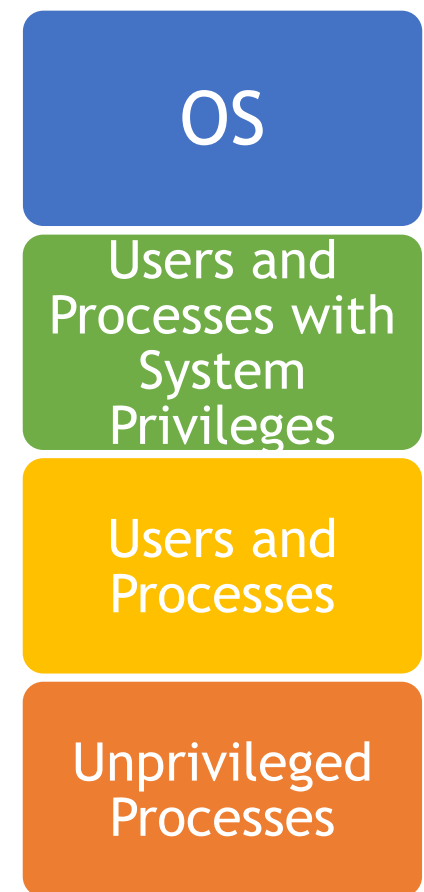 OS
Users and
Processes with
System
Privileges
Users and
Processes
Unprivileged
Processes